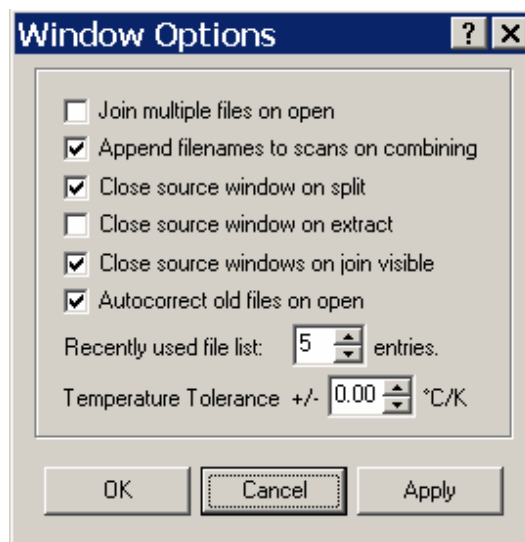 Window Options ? ×
Join multiple files on open
Append filenames to scans on combining
Close source window on split
Close source window on extract
Close source windows on join visible
Autocorrect old files on open
Recently used file list: 5 entries.
Temperature Tolerance +/- 0.00 °C/K
OK Cancel Apply